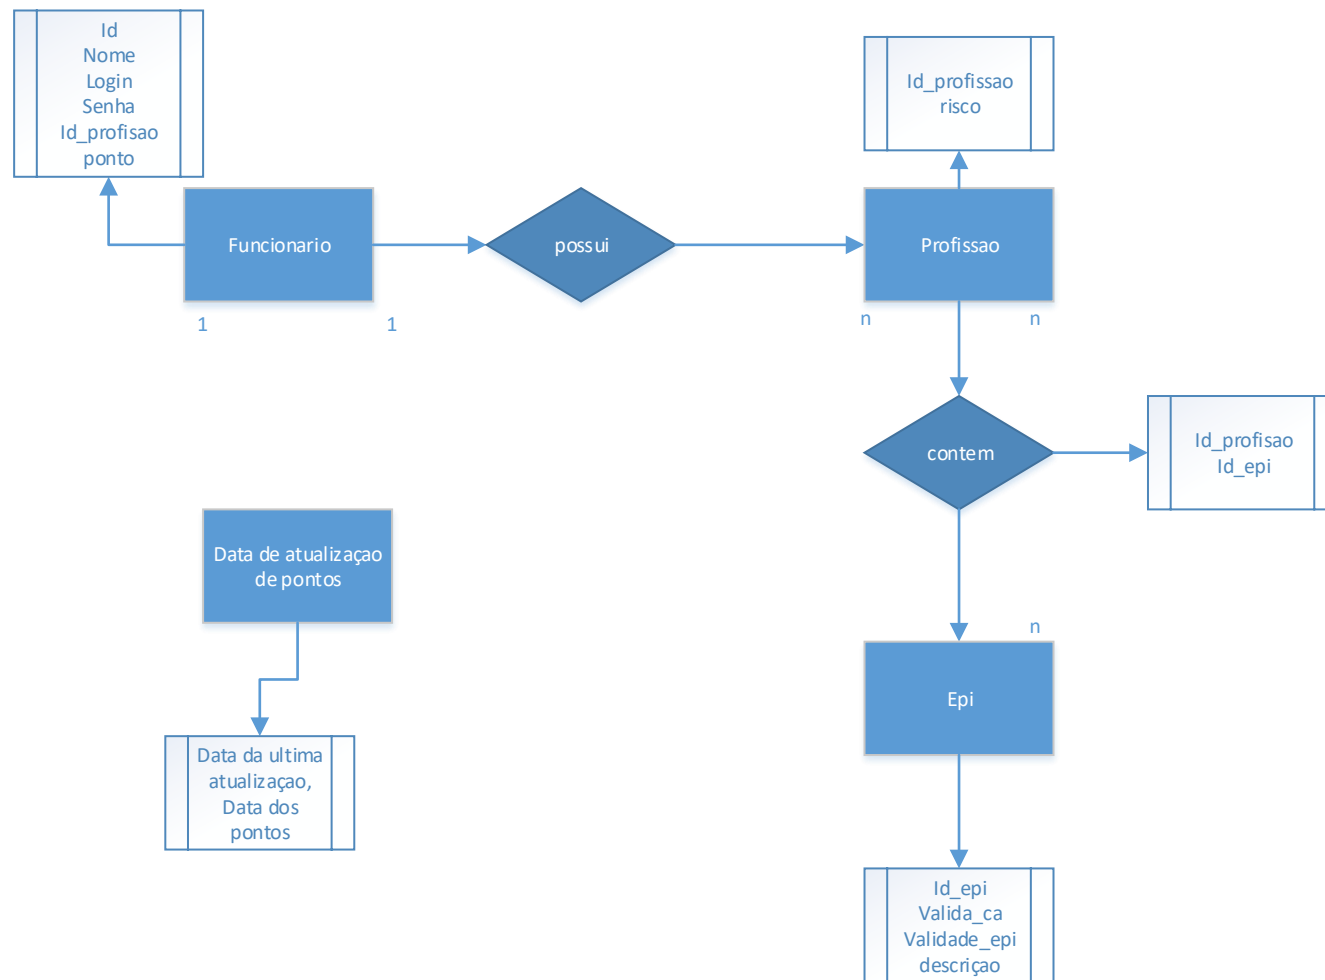 Id
Nome
Login
Senha
Id_profisao
ponto
Id_profissao
risco
Funcionario
possui
Profissao
1
1
n
n
contem
Id_profisao
Id_epi
Data de atualizaçao
de pontos
n
Epi
Data da ultima
atualizaçao,
Data dos
pontos
Id_epi
Valida_ca
Validade_epi
descriçao